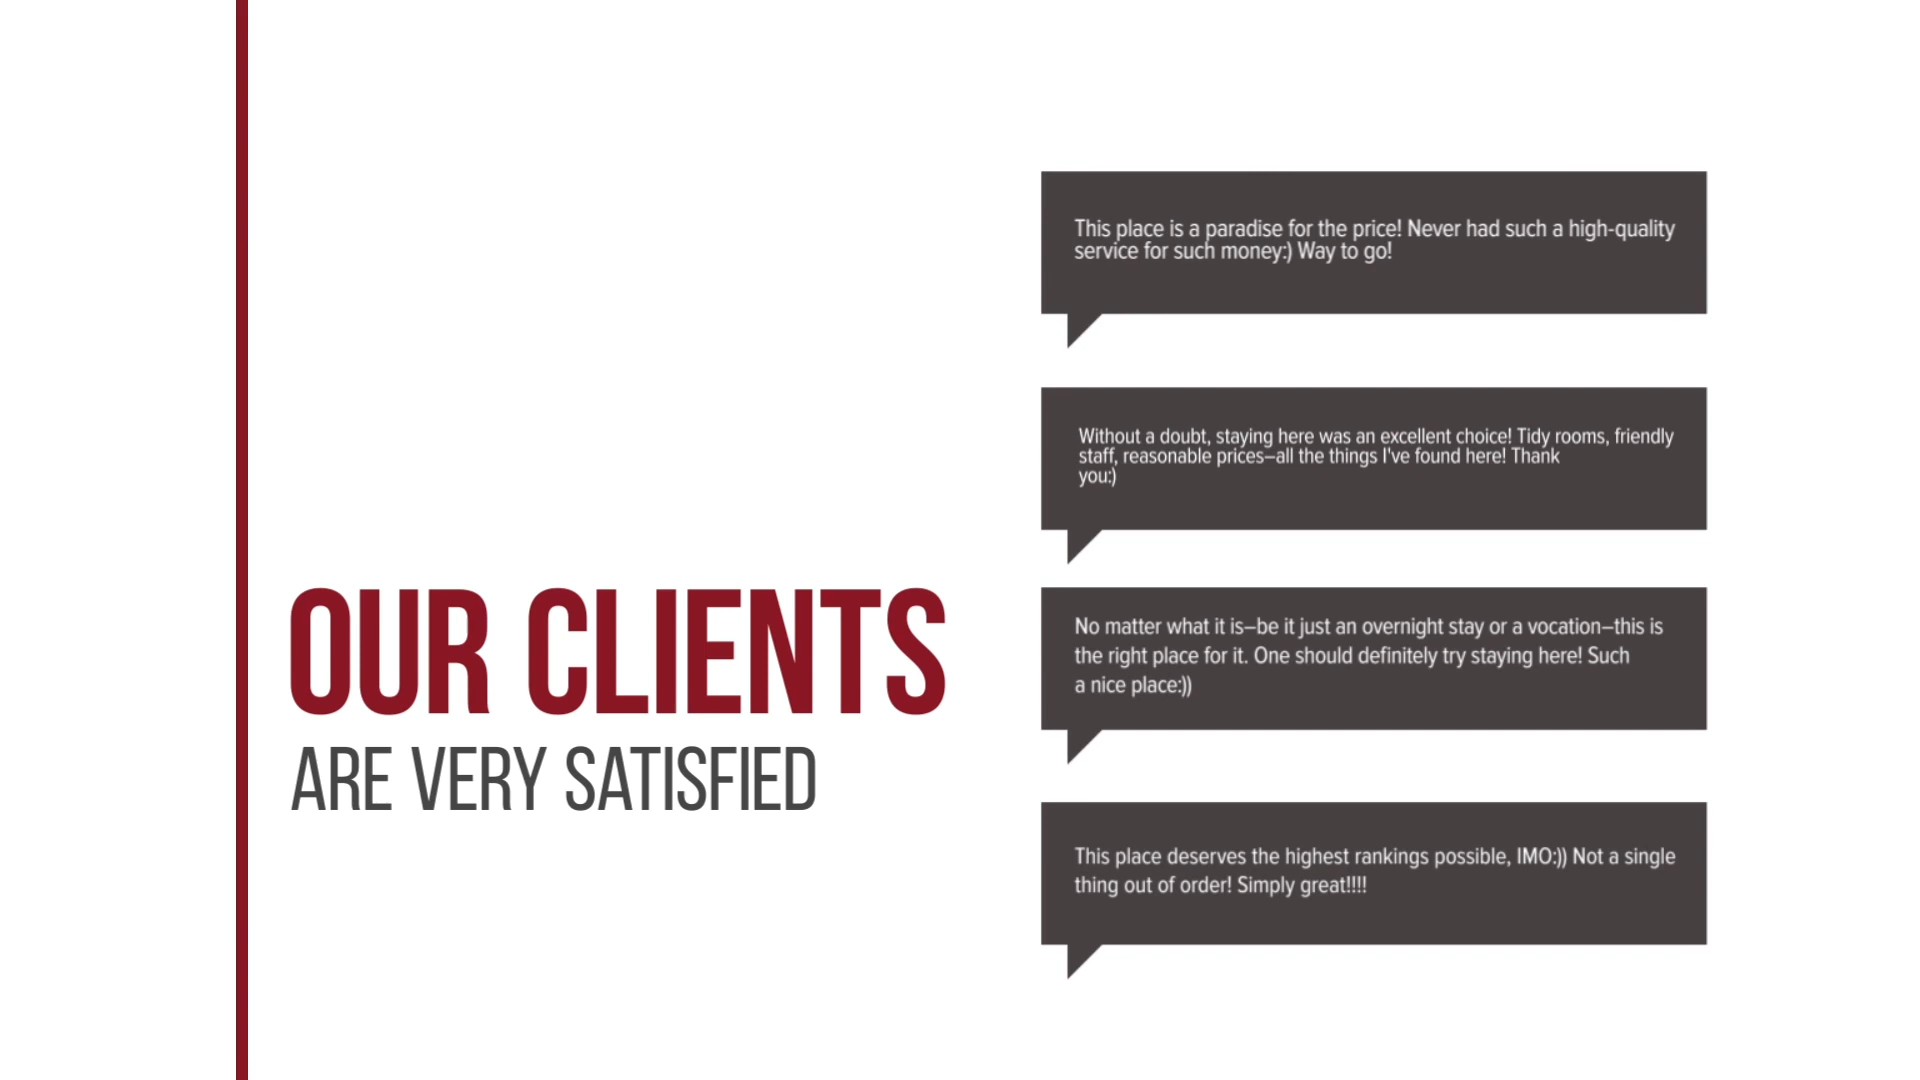 OUR CLIENTS
ARE VERY SATISFIED
This place is a paradise for the price! Never had such a high-quality
service for such money:) Way to go!
Without a doubt, staying here was an excellent choice! Tidy rooms, friendly
staff, reasonable prices–all the things I've found here! Thank
you:)
No matter what it is–be it just an overnight stay or a vocation–this is
the right place for it. One should definitely try staying here! Such
a nice place:))
This place deserves the highest rankings possible, IMO:)) Not a single
thing out of order! Simply great!!!!